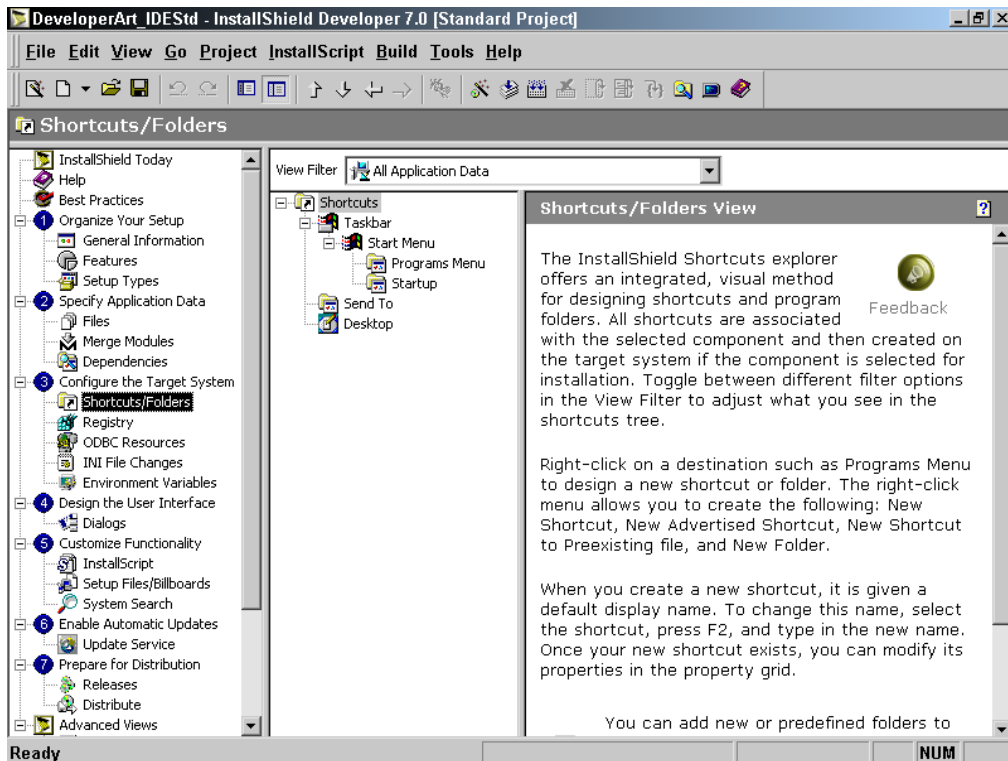 DeveloperArt_IDEStd - InstallShield Developer 7.0 [Standard Project]
File Edit View Go Project InstallScript Build Tools Help
Shortcuts/Folders
InstallShield Today
Help
Best Practices
1 Organize Your Setup
General Information
Features
Setup Types
2 Specify Application Data
Files
Merge Modules
Dependencies
3 Configure the Target System
Shortcuts/Folders
Registry
ODBC Resources
INI File Changes
Environment Variables
4 Design the User Interface
Dialogs
5 Customize Functionality
InstallScript
Setup Files/Billboards
System Search
6 Enable Automatic Updates
Update Service
7 Prepare for Distribution
Releases
Distribute
Advanced Views
View Filter All Application Data
Shortcuts
Taskbar
Start Menu
Programs Menu
Startup
Send To
Desktop
Shortcuts/Folders View ?
The InstallShield Shortcuts explorer
offers an integrated, visual method
for designing shortcuts and program
folders. All shortcuts are associated
Feedback
with the selected component and then created on
the target system if the component is selected for
installation. Toggle between different filter options
in the View Filter to adjust what you see in the
shortcuts tree.
Right-click on a destination such as Programs Menu
to design a new shortcut or folder. The right-click
menu allows you to create the following: New
Shortcut, New Advertised Shortcut, New Shortcut
to Preexisting file, and New Folder.
When you create a new shortcut, it is given a
default display name. To change this name, select
the shortcut, press F2, and type in the new name.
Once your new shortcut exists, you can modify its
properties in the property grid.
You can add new or predefined folders to
Ready
NUM